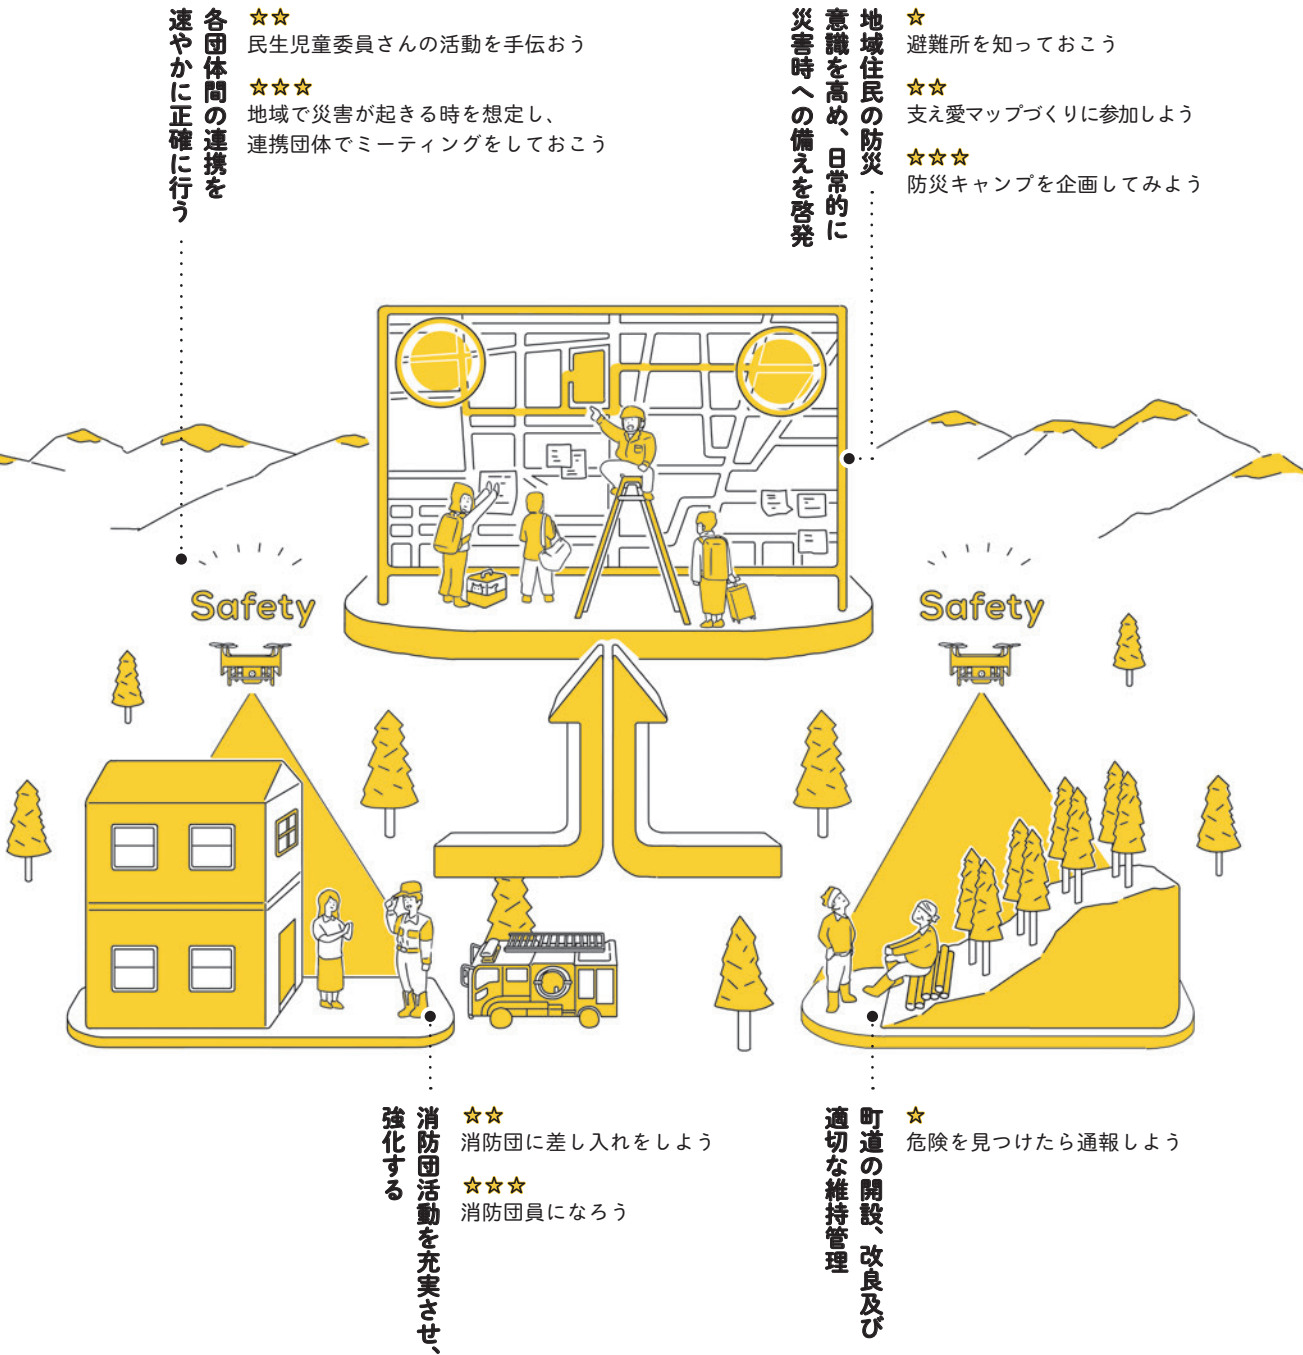 地域住民の防災
意識を高め、日常的に
災害時への備えを啓発
☆
避難所を知っておこう
☆☆
支え愛マップづくりに参加しよう
☆☆☆
防災キャンプを企画してみよう
各団体間の連携を
速やかに正確に行う
☆☆
民生児童委員さんの活動を手伝おう
☆☆☆
地域で災害が起きる時を想定し、
連携団体でミーティングをしておこう
Safety
Safety
町道の開設、改良及び
適切な維持管理
☆
危険を見つけたら通報しよう
消防団活動を充実させ、
強化する
☆☆
消防団に差し入れをしよう
☆☆☆
消防団員になろう